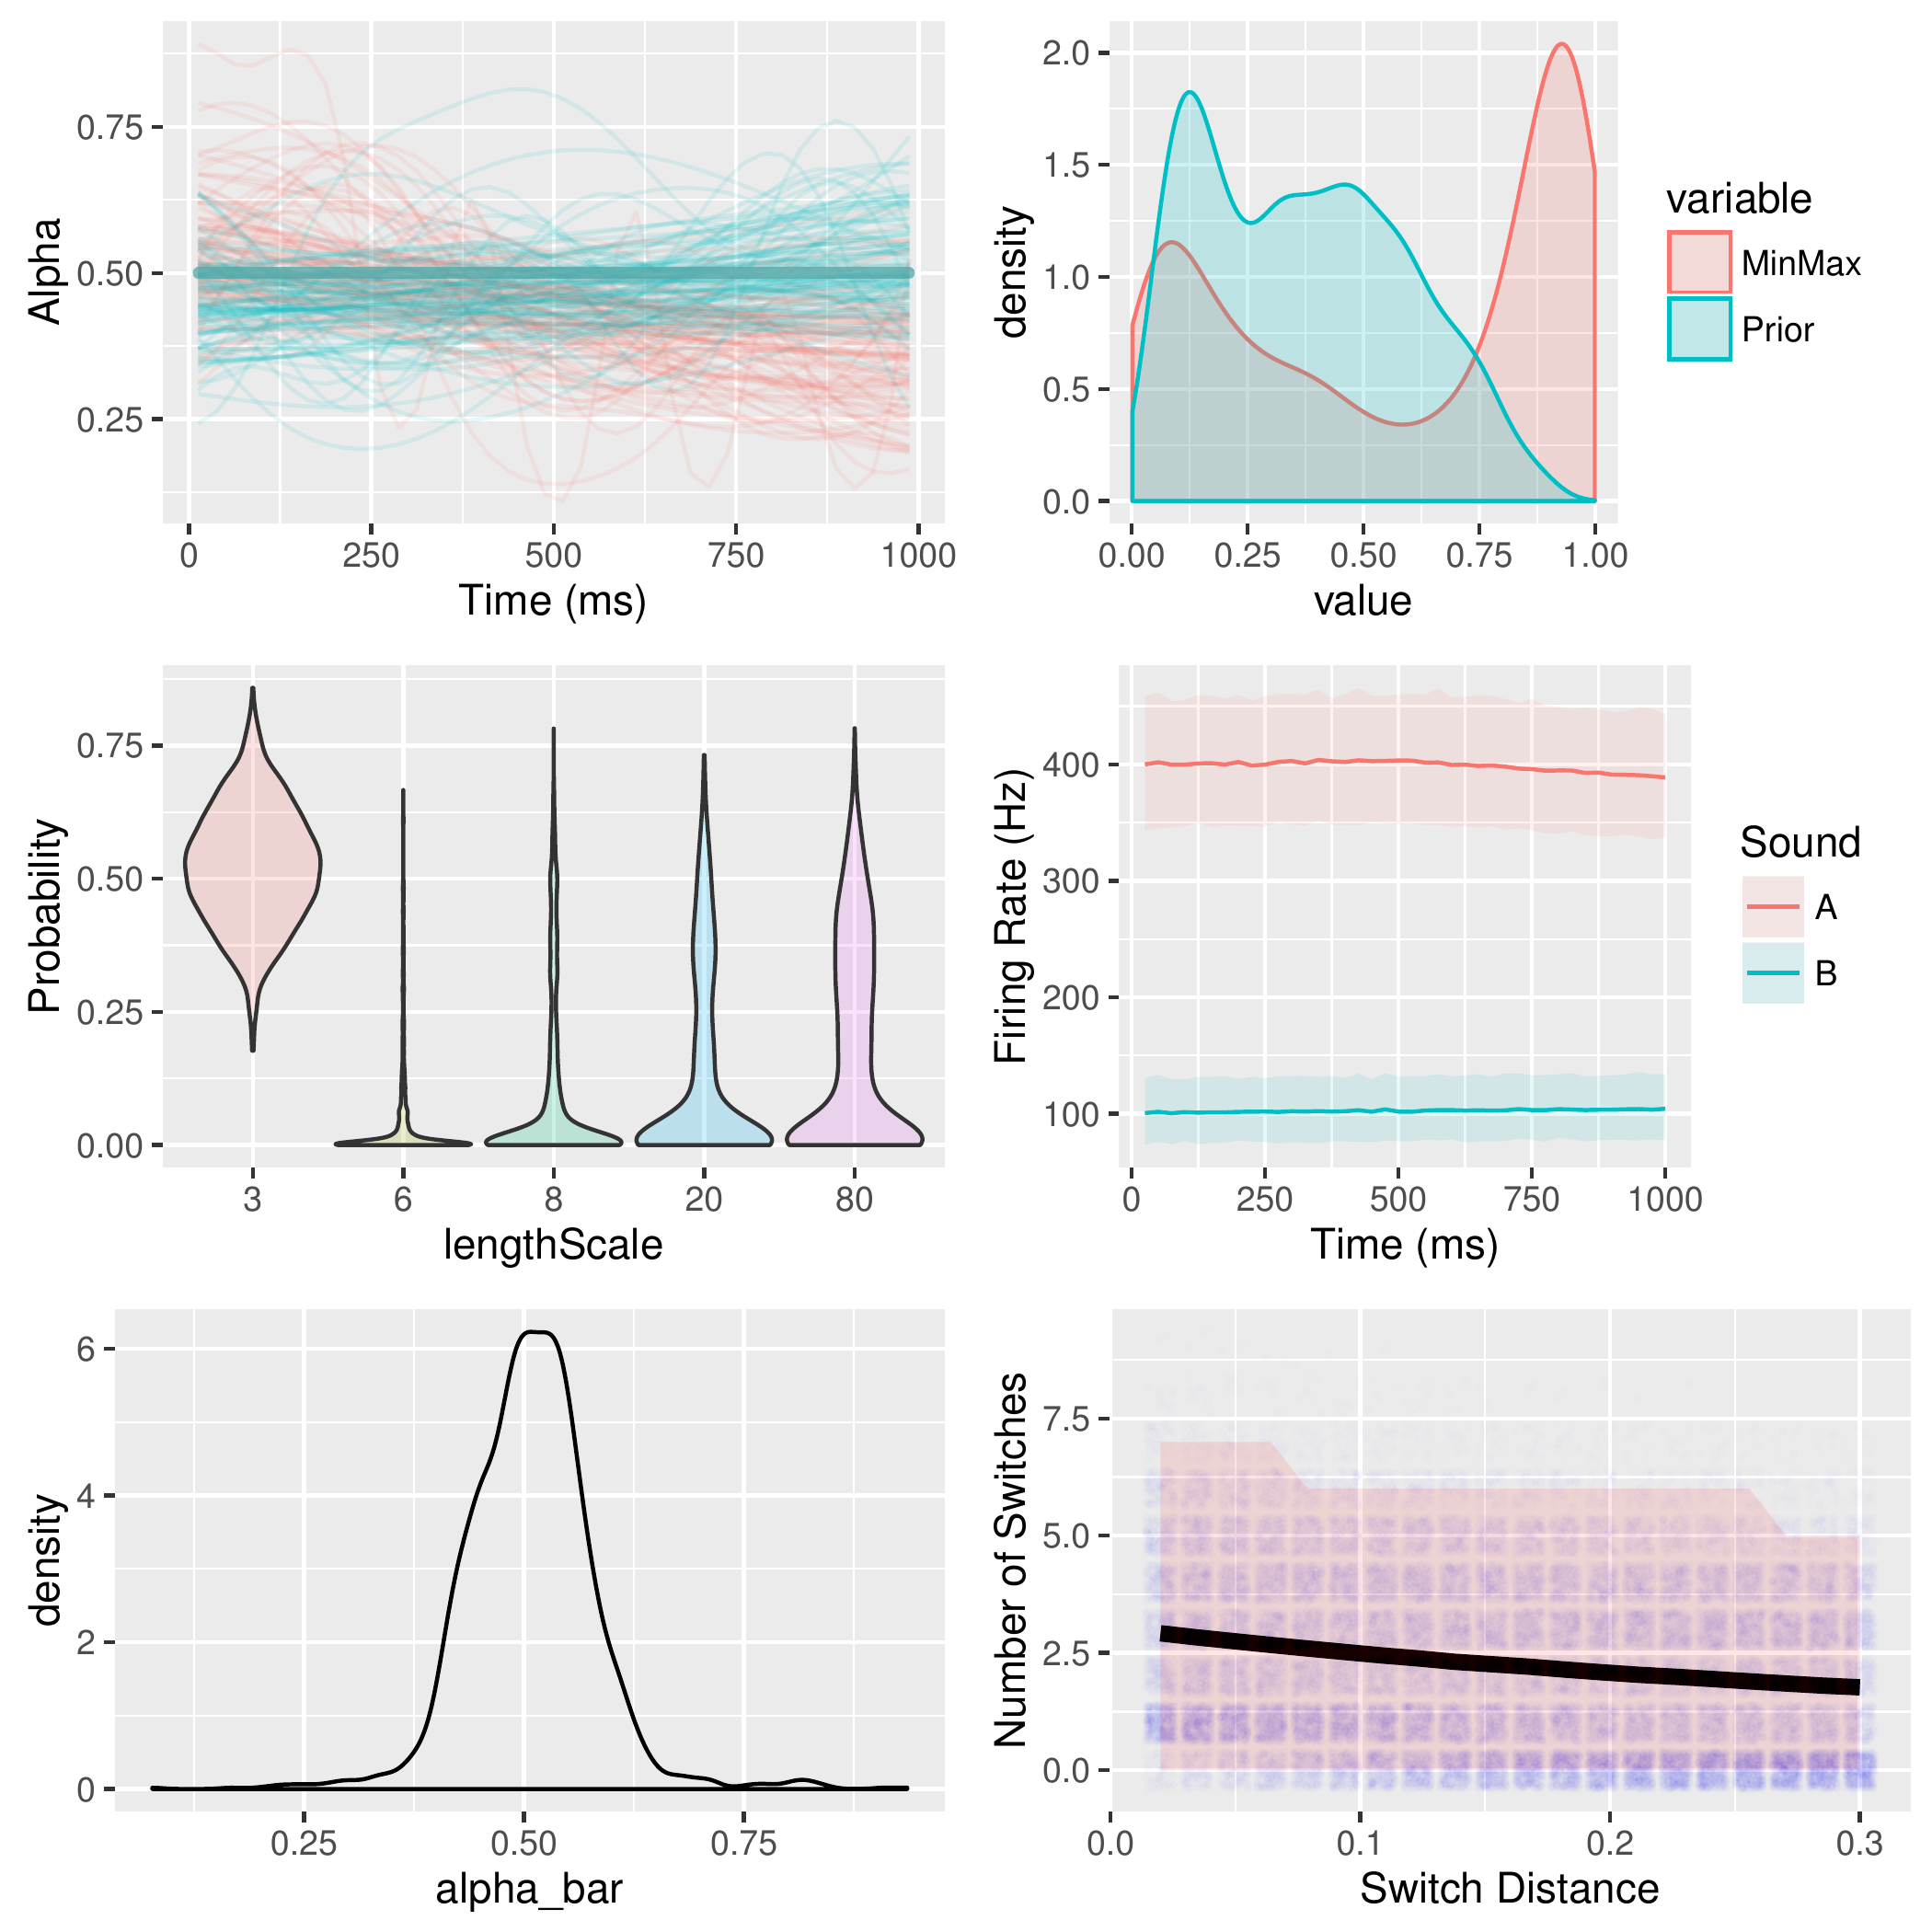 Alpha
0.75
0.50
0.25
0 250 500 750 1000
Time (ms)
density
2.0
1.5
1.0
0.5
0.0
0.00 0.25 0.50 0.75 1.00
value
variable
MinMax
Prior
Probability
0.75
0.50
0.25
0.00
3 6 8 20 80
lengthScale
Firing Rate (Hz)
400
300
200
100
0 250 500 750 1000
Time (ms)
Sound
A
B
density
6
4
2
0
0.25 0.50 0.75
alpha_bar
Number of Switches
7.5
5.0
2.5
0.0
0.0 0.1 0.2 0.3
Switch Distance